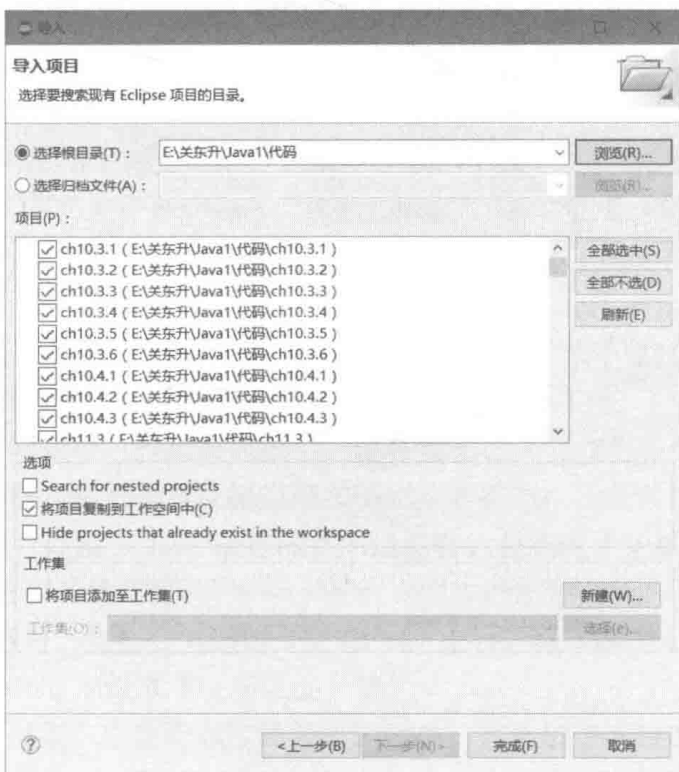 导入
导入项目
选择要搜索现有 Eclipse 项目的目录。
选择根目录(T)： E:\关东升\Java1\代码 浏览(R)...
选择归档文件(A)： 浏览(R)...
项目(P)：
ch10.3.1 ( E:\关东升\Java1\代码\ch10.3.1 )
ch10.3.2 ( E:\关东升\Java1\代码\ch10.3.2 )
ch10.3.3 ( E:\关东升\Java1\代码\ch10.3.3 )
ch10.3.4 ( E:\关东升\Java1\代码\ch10.3.4 )
ch10.3.5 ( E:\关东升\Java1\代码\ch10.3.5 )
ch10.3.6 ( E:\关东升\Java1\代码\ch10.3.6 )
ch10.4.1 ( E:\关东升\Java1\代码\ch10.4.1 )
ch10.4.2 ( E:\关东升\Java1\代码\ch10.4.2 )
ch10.4.3 ( E:\关东升\Java1\代码\ch10.4.3 )
ch11.3 ( E:\关东升\Java1\代码\ch11.3 )
全部选中(S)
全部不选(D)
刷新(E)
选项
Search for nested projects
将项目复制到工作空间中(C)
Hide projects that already exist in the workspace
工作集
将项目添加至工作集(T) 新建(W)...
工作集(O)： 选择(e)...
<上一步(B) 下一步(N)> 完成(F) 取消